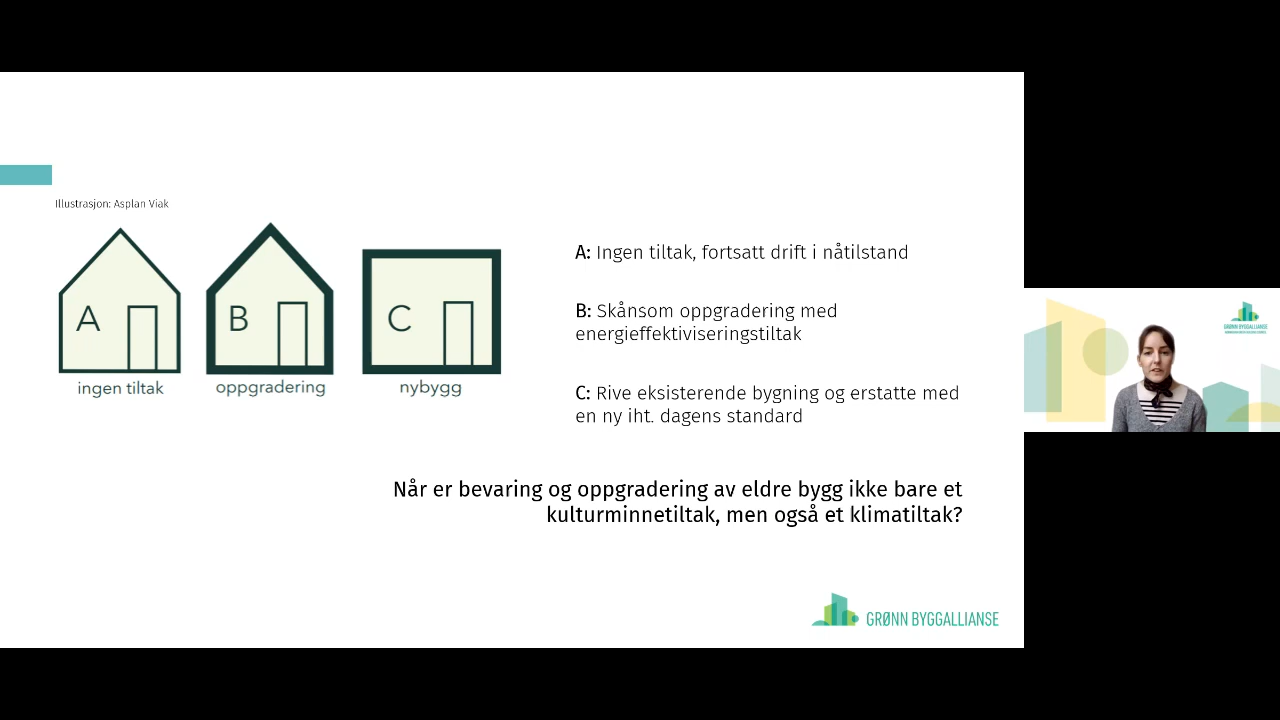 Illustrasjon: Asplan Viak
A
B
C
ingen tiltak
oppgradering
nybygg
A: Ingen tiltak, fortsatt drift i nåtilstand
B: Skånsom oppgradering med
energieffektiviseringstiltak
C: Rive eksisterende bygning og erstatte med
en ny iht. dagens standard
Når er bevaring og oppgradering av eldre bygg ikke bare et
kulturminnetiltak, men også et klimatiltak?
GRØNN BYGGALLIANSE
GRØNN BYGGALLIANSE